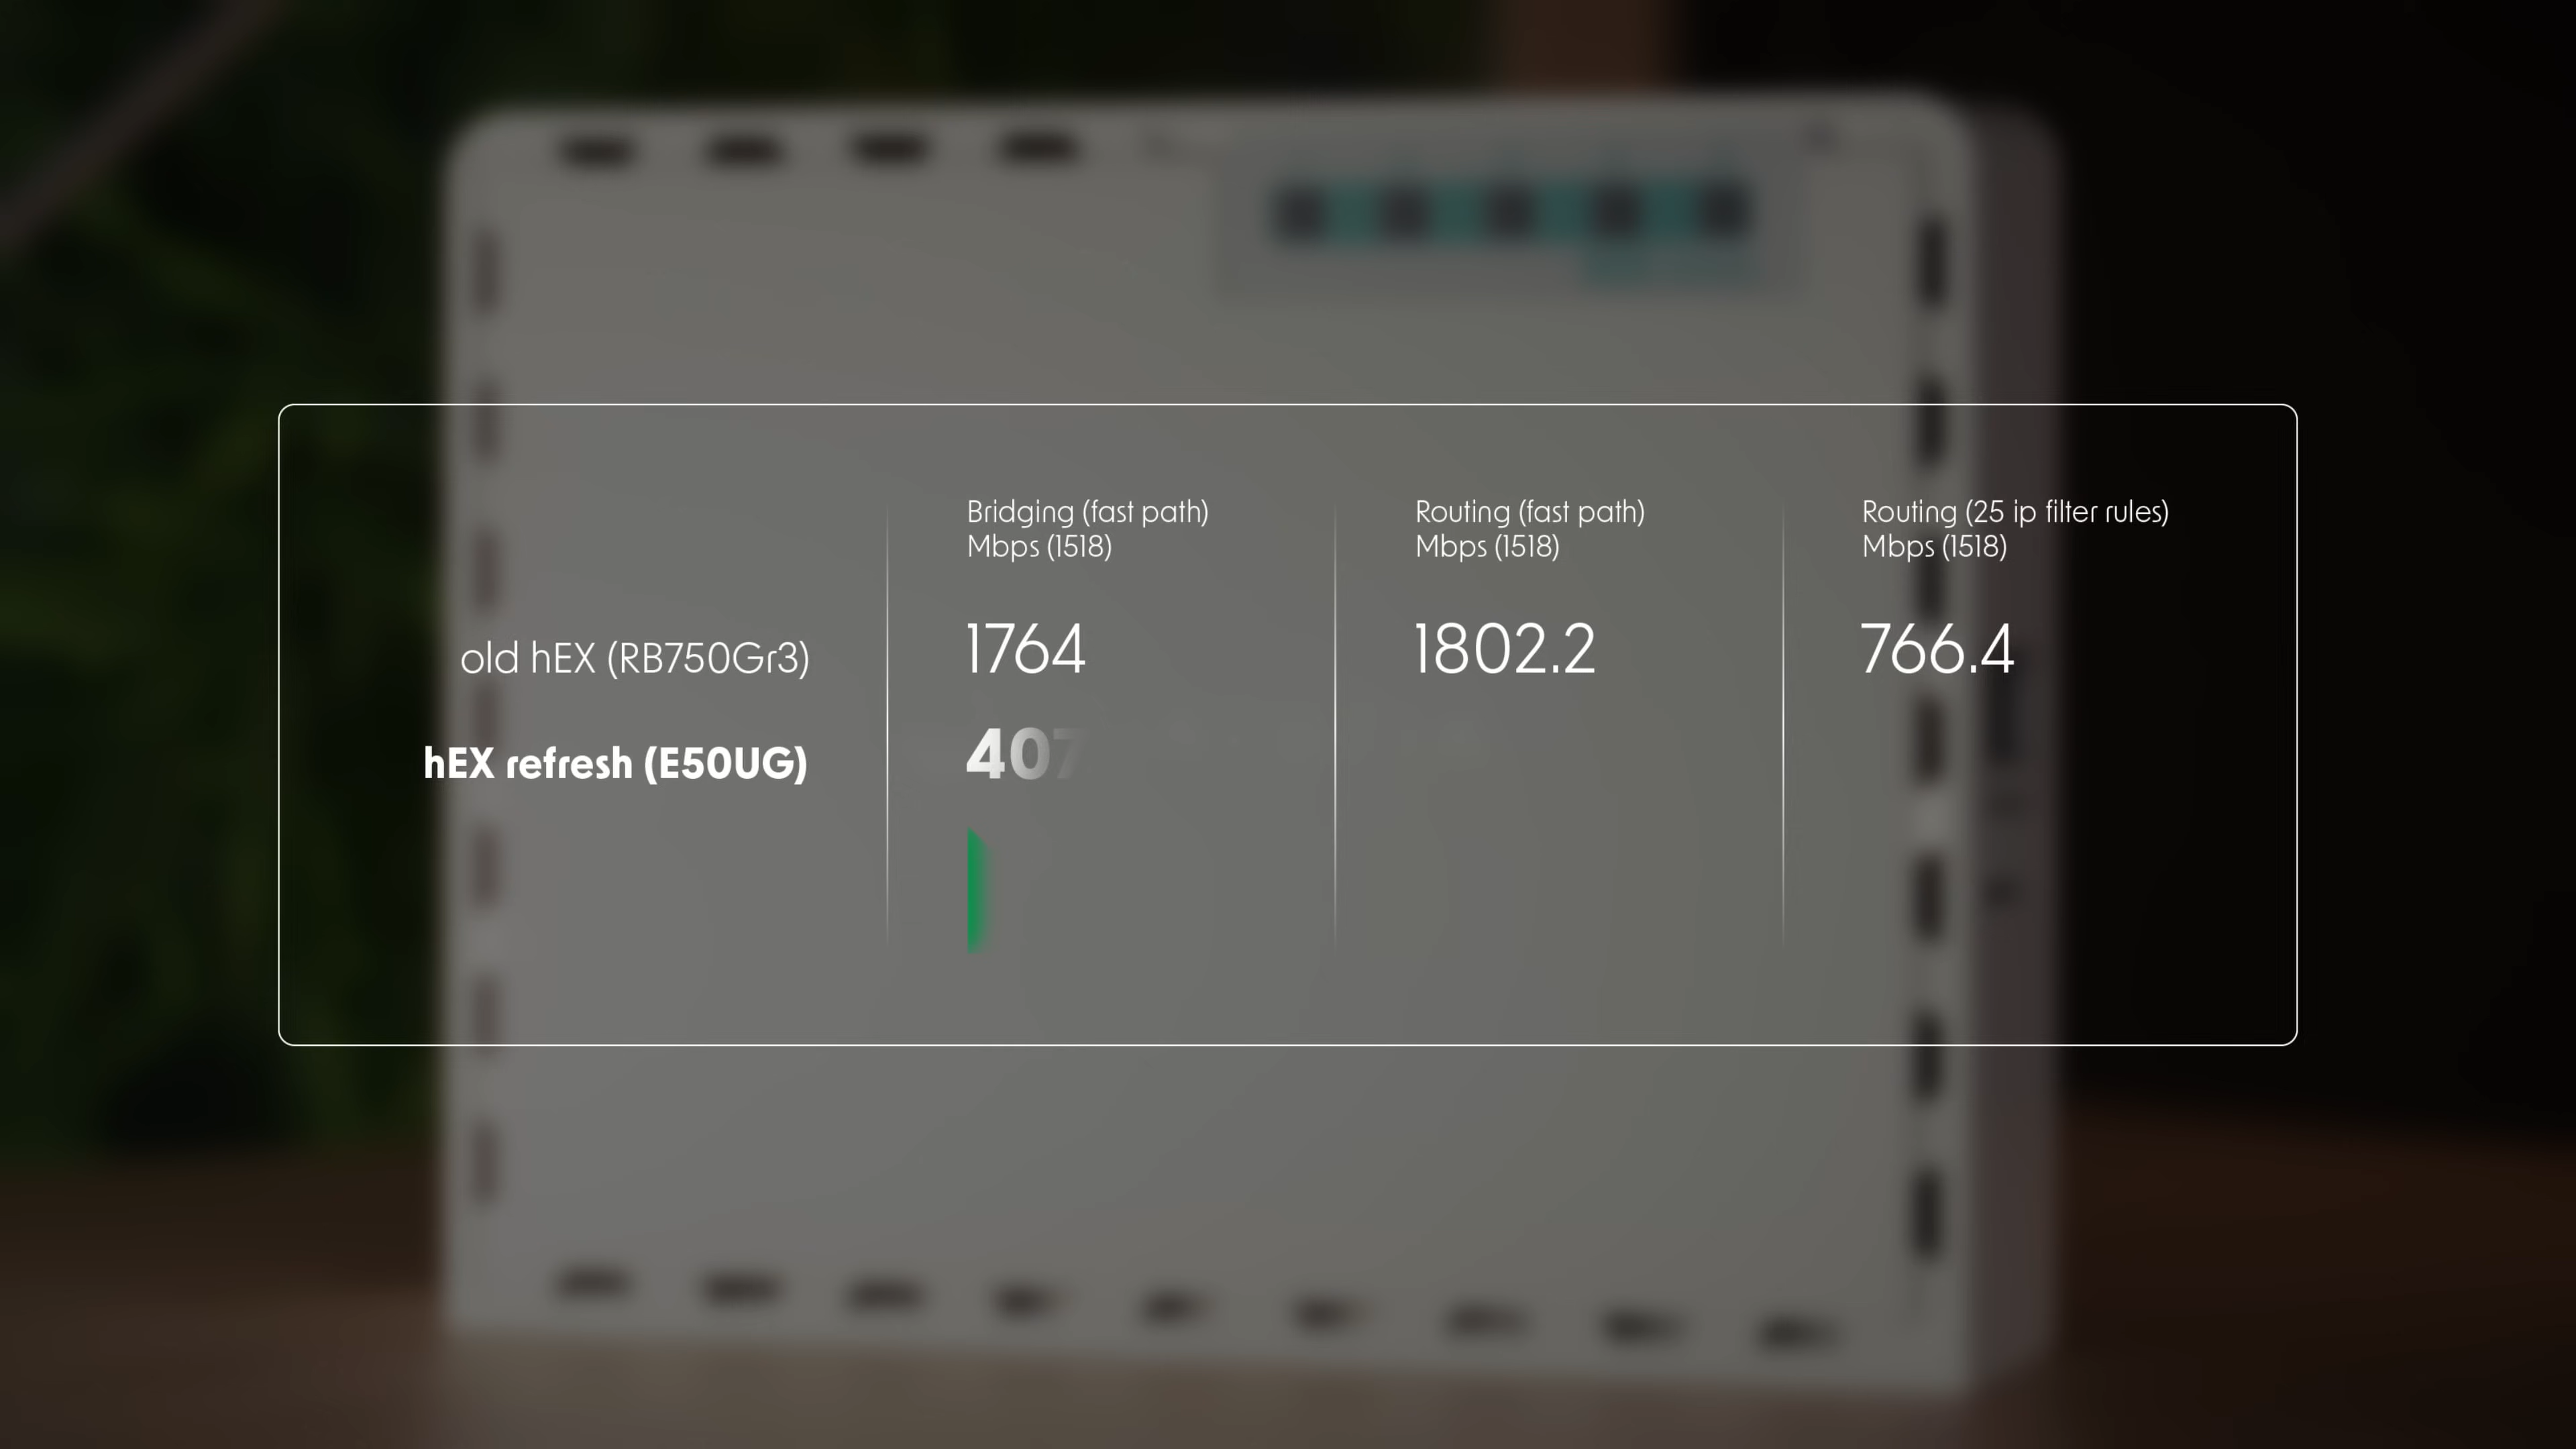 Bridging (fast path)
Mbps (1518)
Routing (fast path)
Mbps (1518)
Routing (25 ip filter rules)
Mbps (1518)
old hEX (RB750Gr3)
1764
1802.2
766.4
hEX refresh (E50UG)
407